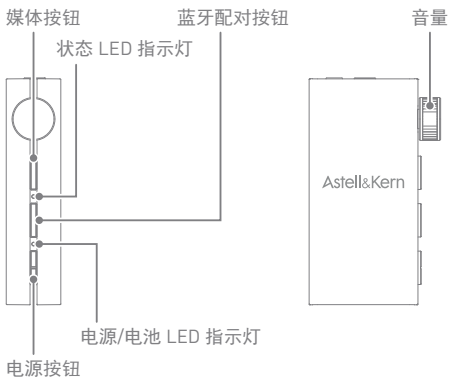 媒体按钮
蓝牙配对按钮
音量
状态 LED 指示灯
Astell&Kern
电源/电池 LED 指示灯
电源按钮